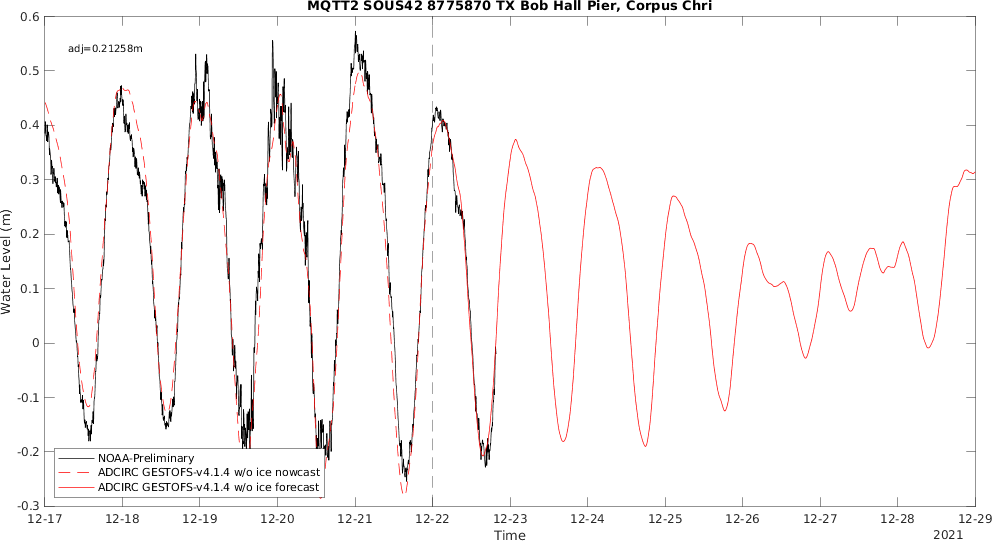 MQTT2 SOUS42 8775870 TX Bob Hall Pier, Corpus Chri
adj=0.21258m
Water Level (m)
0.6
0.5
0.4
0.3
0.2
0.1
0
-0.1
-0.2
-0.3
NOAA-Preliminary
ADCIRC GESTOFS-v4.1.4 w/o ice nowcast
ADCIRC GESTOFS-v4.1.4 w/o ice forecast
12-17 12-18 12-19 12-20 12-21 12-22 12-23 12-24 12-25 12-26 12-27 12-28 12-29
Time
2021